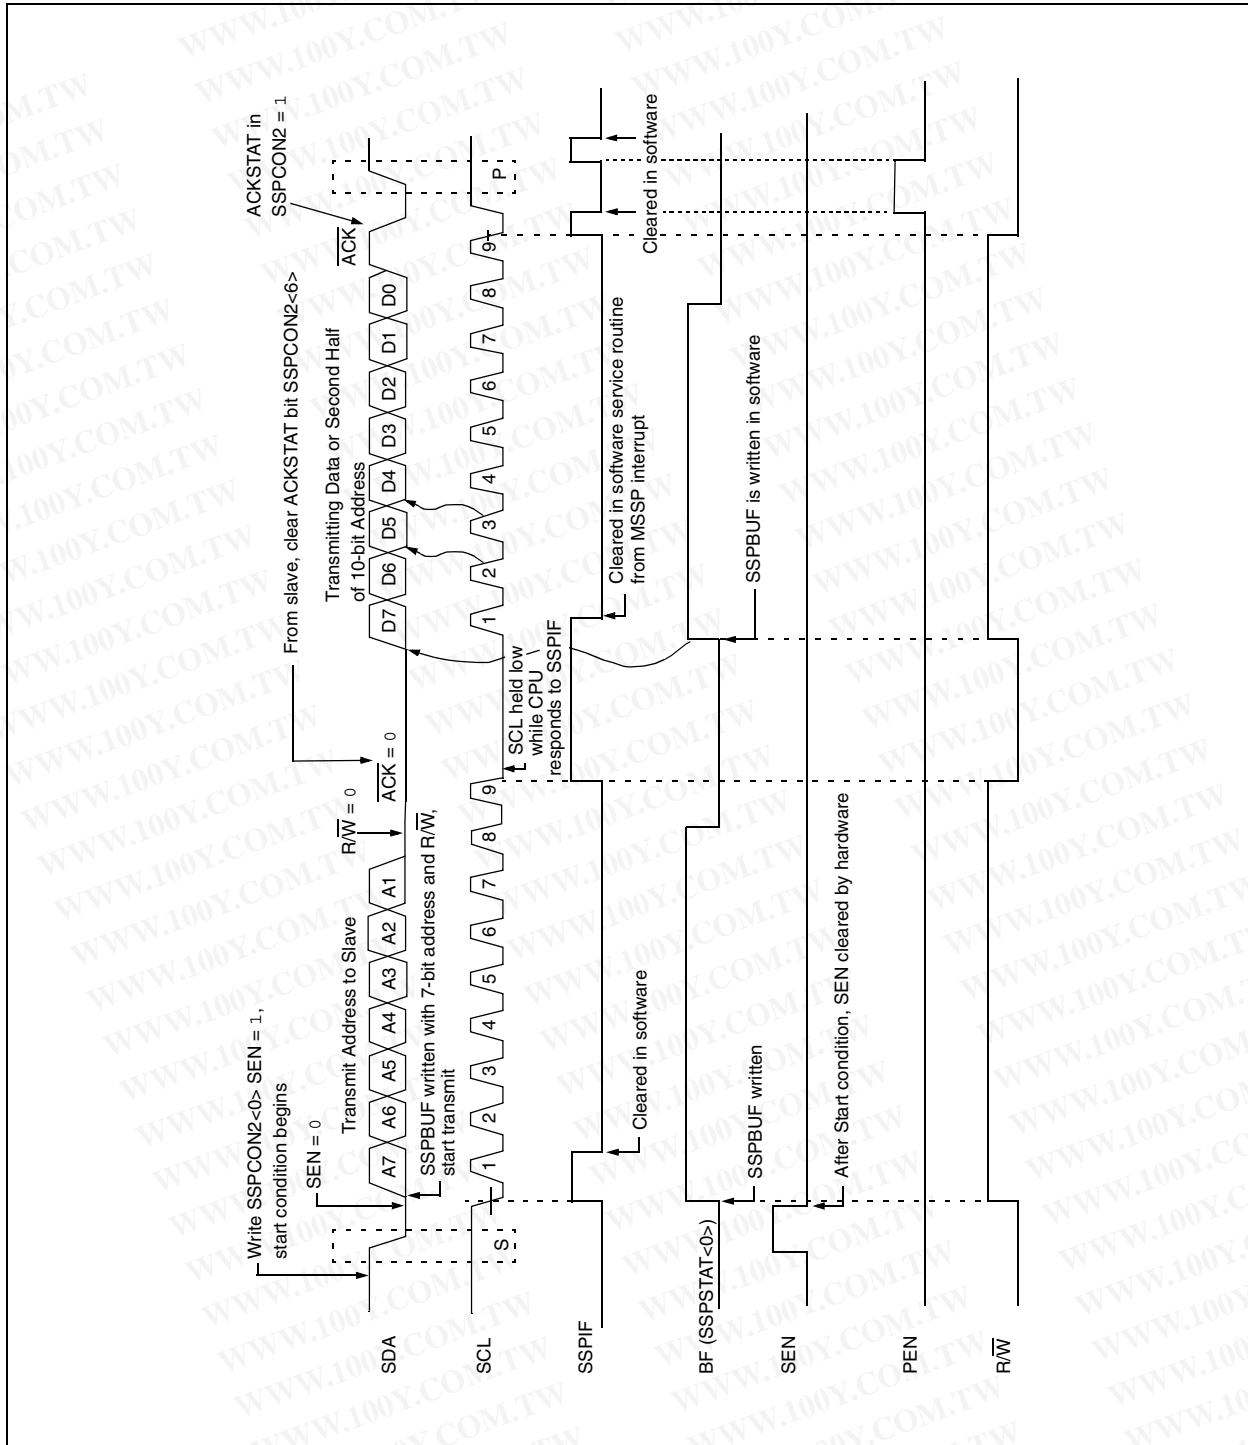 Write SSPCON2<0> SEN = 1,
start condition begins
SEN = 0
From slave, clear ACKSTAT bit SSPCON2<6>
ACKSTAT in
SSPCON2 = 1
Transmit Address to Slave
R/W = 0
ACK = 0
Transmitting Data or Second Half
of 10-bit Address
ACK
SDA
A7 A6 A5 A4 A3 A2 A1
D7 D6 D5 D4 D3 D2 D1 D0
SSPBUF written with 7-bit address and R/W,
start transmit
SCL
S
1 2 3 4 5 6 7 8 9
1 2 3 4 5 6 7 8 9
P
SCL held low
while CPU
responds to SSPIF
SSPIF
Cleared in software
Cleared in software service routine
from MSSP interrupt
Cleared in software
BF (SSPSTAT<0>)
SSPBUF written
SSPBUF is written in software
SEN
After Start condition, SEN cleared by hardware
PEN
R/W
WWW.100Y.COM.TW